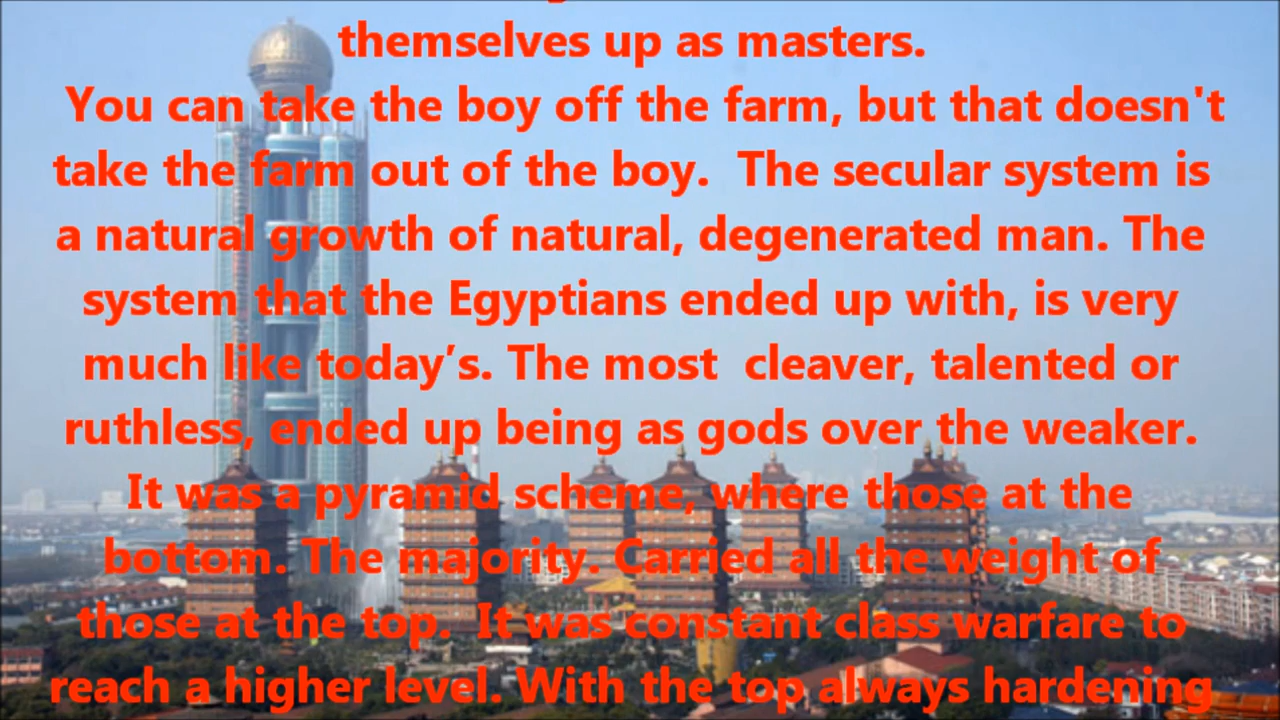 themselves up as masters.
You can take the boy off the farm, but that doesn't
take the farm out of the boy.  The secular system is
a natural growth of natural, degenerated man. The
system that the Egyptians ended up with, is very
much like today’s. The most  cleaver, talented or
ruthless, ended up being as gods over the weaker.
It was a pyramid scheme, where those at the
bottom. The majority. Carried all the weight of
those at the top.  It was constant class warfare to
reach a higher level. With the top always hardening